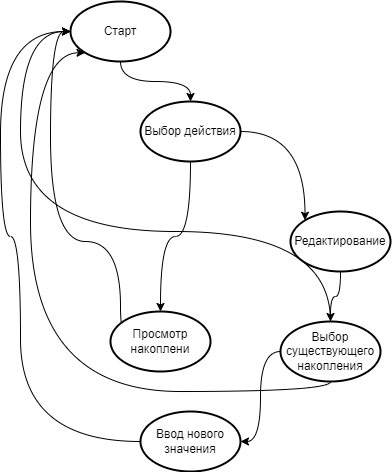 Старт
Выбор действия
Редактирование
Просмотр
накоплени
Выбор
существующего
накопления
Ввод нового
значения